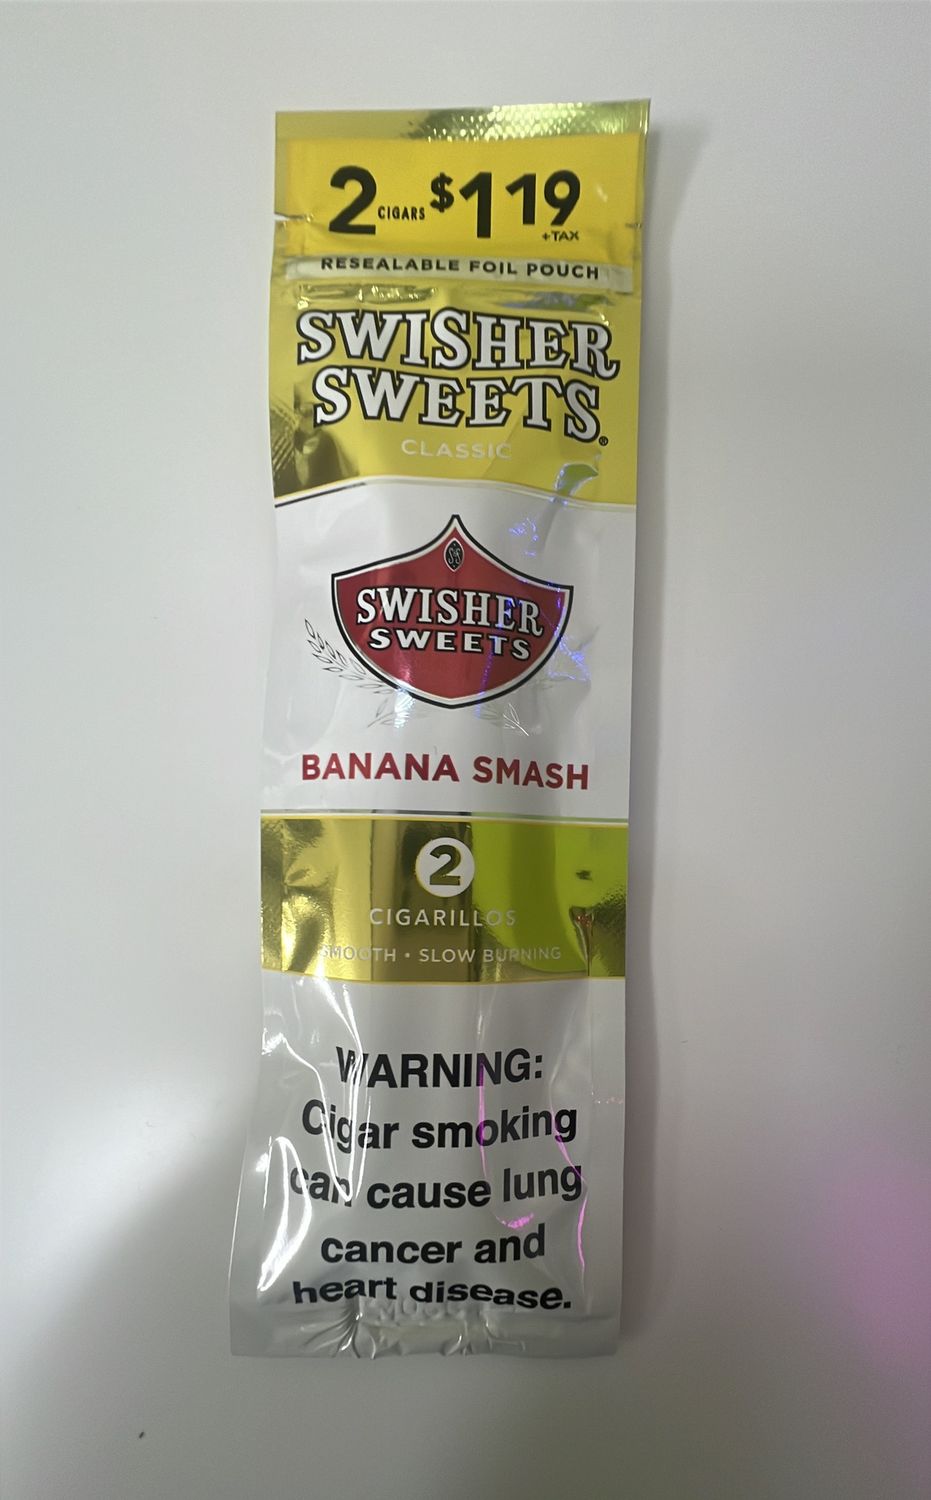 2 CIGARS $1 19
+TAX
RESEALABLE FOIL POUCH
SWISHER
SWEETS®
CLASSIC
S&S
SWISHER
SWEETS
BANANA SMASH
2
CIGARILLOS
SMOOTH • SLOW BURNING
WARNING:
Cigar smoking
can cause lung
cancer and
heart disease.